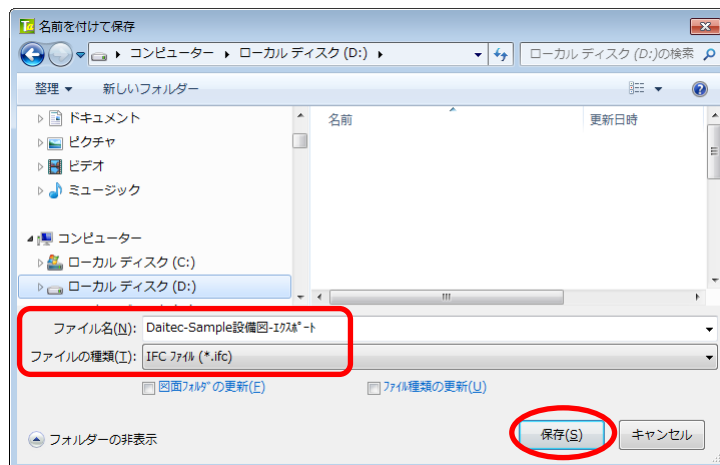 名前を付けて保存
コンピューター ▸ ローカル ディスク (D:) ▸
ローカル ディスク (D:)の検索
整理 ▼ 新しいフォルダー
ドキュメント
ピクチャ
ビデオ
ミュージック
コンピューター
ローカル ディスク (C:)
ローカル ディスク (D:)
名前 更新日時
ファイル名(N): Daitec-Sample設備図-ｴｸｽﾎﾟｰﾄ
ファイルの種類(T): IFC ﾌｧｲﾙ (*.ifc)
図面ﾌｫﾙﾀﾞの更新(F) ﾌｧｲﾙ種類の更新(U)
フォルダーの非表示 保存(S) キャンセル